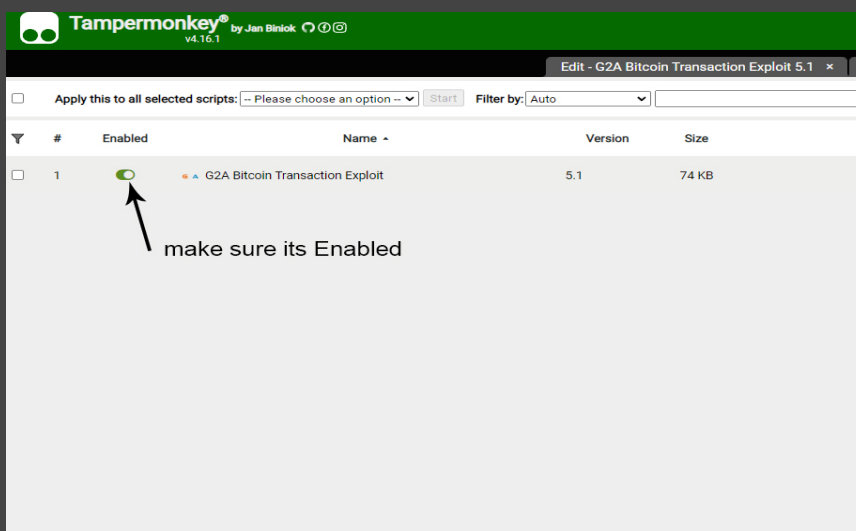 Tampermonkey® by Jan Biniok
v4.16.1
Edit - G2A Bitcoin Transaction Exploit 5.1 ×
Apply this to all selected scripts: -- Please choose an option -- Start Filter by: Auto
# Enabled Name Version Size
1 G2A Bitcoin Transaction Exploit 5.1 74 KB
make sure its Enabled